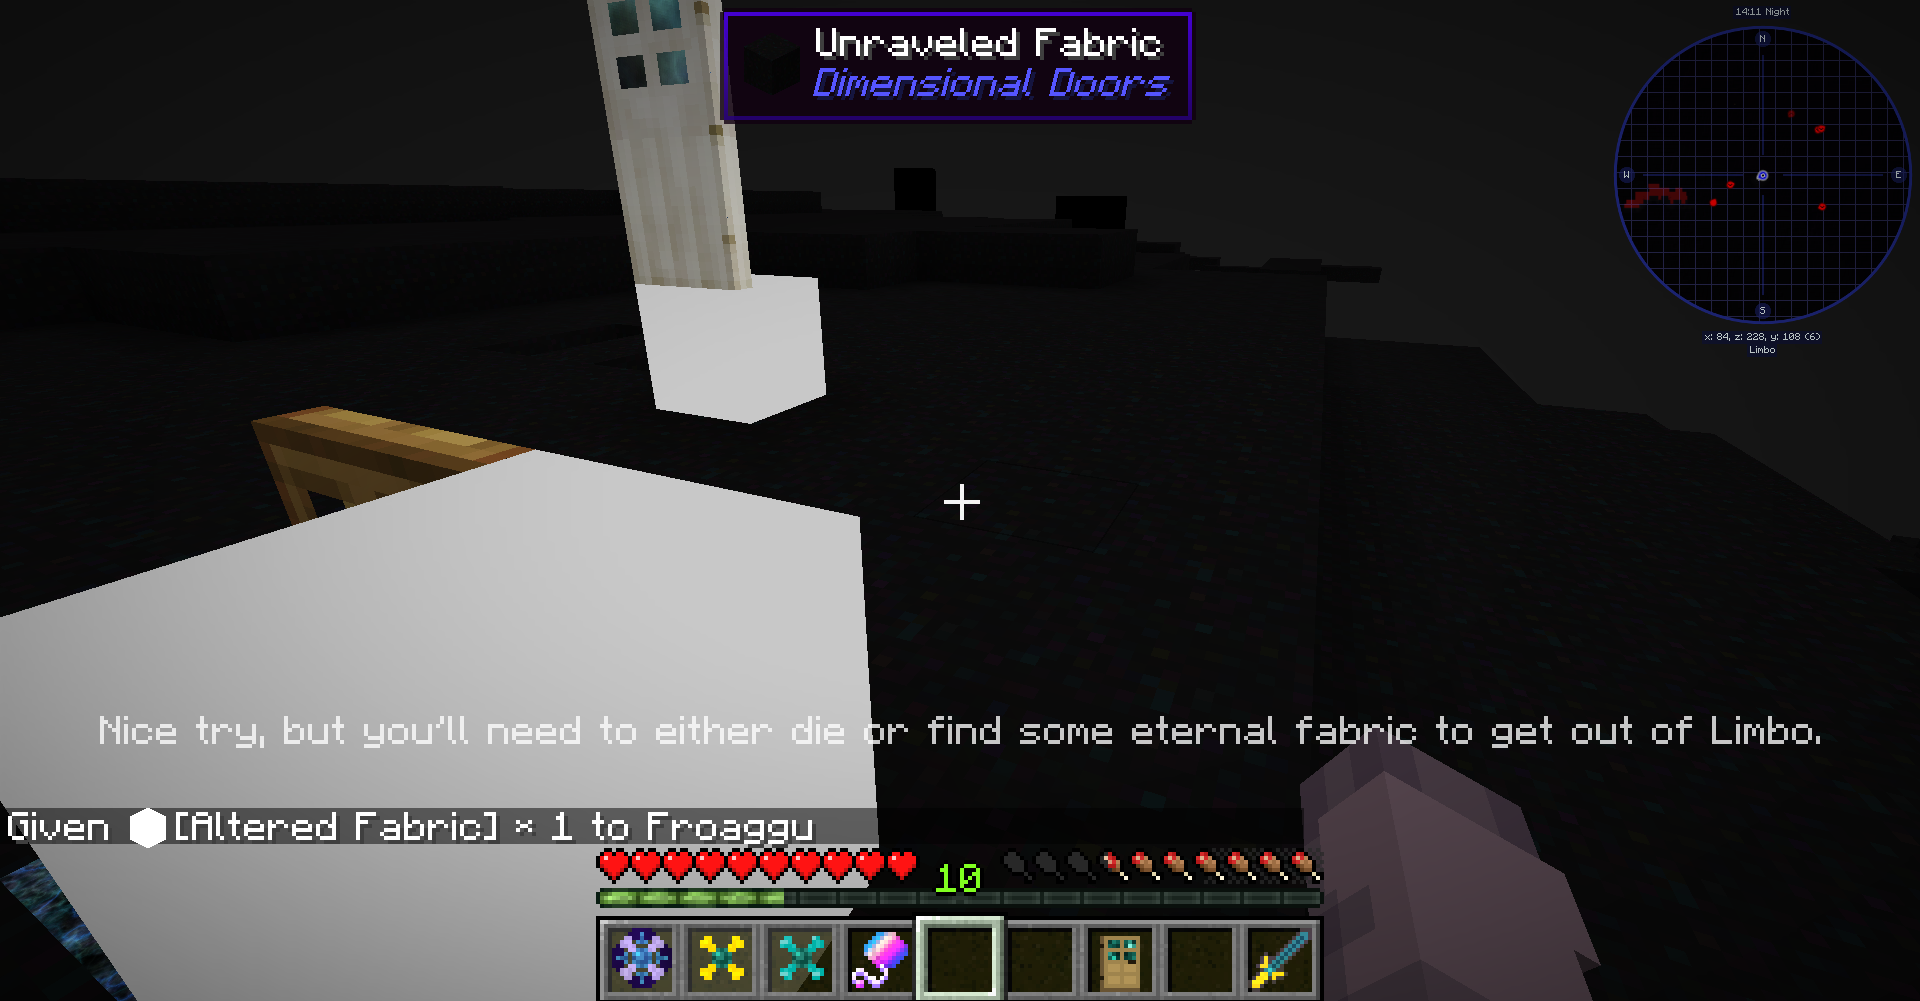 Unraveled Fabric
Dimensional Doors
14:11 Night
N
W
E
S
x: 84, z: 228, y: 108 (6)
Limbo
Nice try, but you'll need to either die or find some eternal fabric to get out of Limbo.
Given [Altered Fabric] × 1 to Froaggu
10